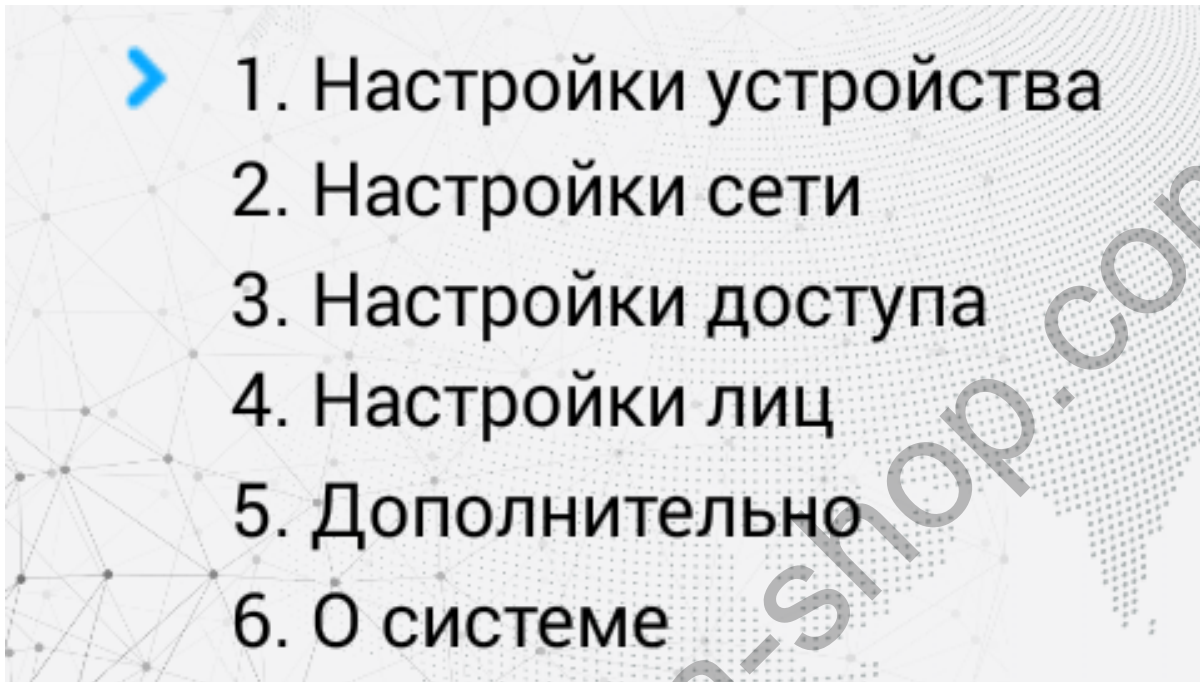 1. Настройки устройства
2. Настройки сети
3. Настройки доступа
4. Настройки лиц
5. Дополнительно
6. О системе